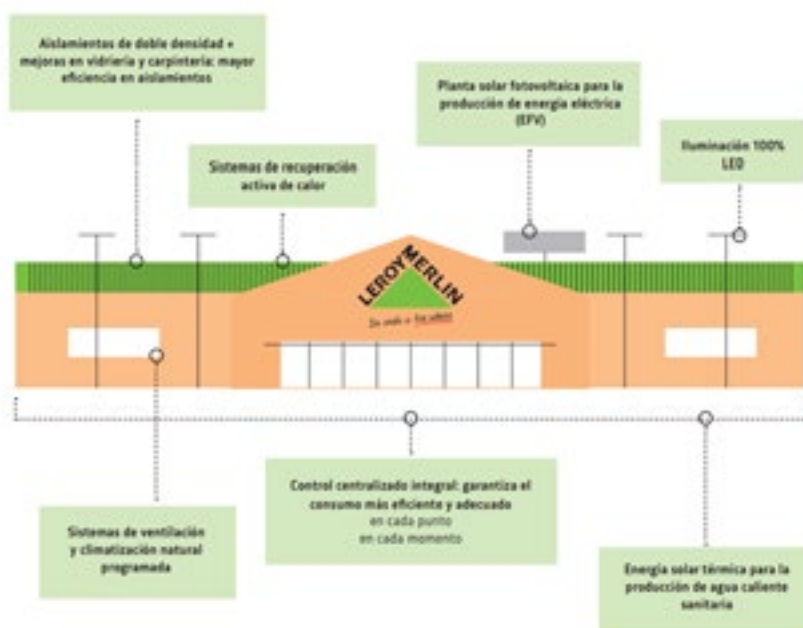 Aislamientos de doble densidad +
mejoras en vidriería y carpintería: mayor
eficiencia en aislamientos
Planta solar fotovoltaica para la
producción de energía eléctrica
(EFV)
Iluminación 100%
LED
Sistemas de recuperación
activa de calor
LEROY MERLIN
Control centralizado integral: garantiza el
consumo más eficiente y adecuado
en cada punto
en cada momento
Sistemas de ventilación
y climatización natural
programada
Energía solar térmica para la
producción de agua caliente
sanitaria